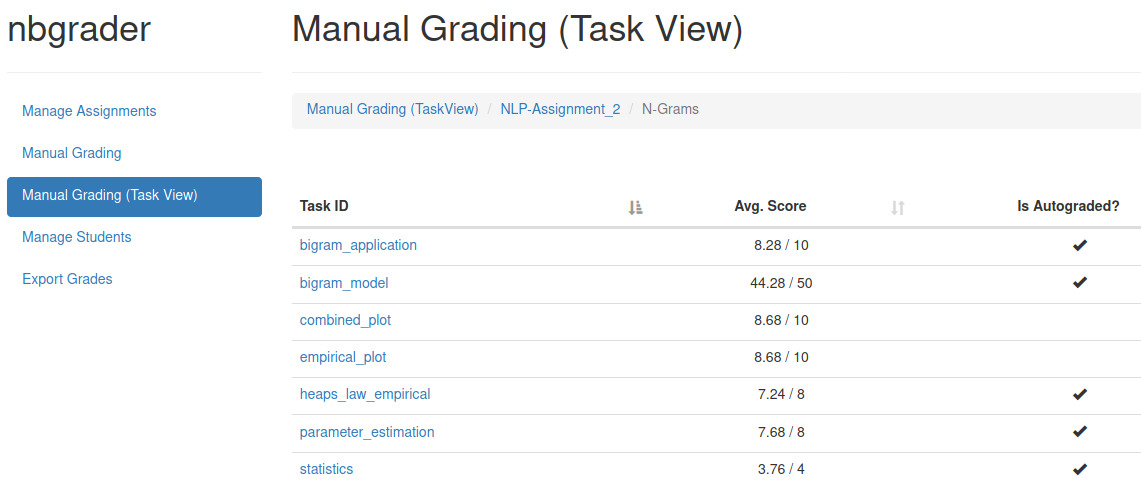 nbgrader
Manage Assignments
Manual Grading
Manual Grading (Task View)
Manage Students
Export Grades
Manual Grading (Task View)
Manual Grading (TaskView) / NLP-Assignment_2 / N-Grams
Task ID Avg. Score Is Autograded?
bigram_application 8.28 / 10 ✔
bigram_model 44.28 / 50 ✔
combined_plot 8.68 / 10
empirical_plot 8.68 / 10
heaps_law_empirical 7.24 / 8 ✔
parameter_estimation 7.68 / 8 ✔
statistics 3.76 / 4 ✔